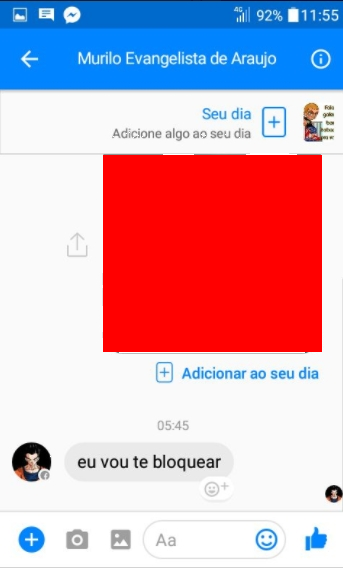 4G 92% 11:55
Murilo Evangelista de Araujo
Seu dia
Adicione algo ao seu dia
Adicionar ao seu dia
05:45
eu vou te bloquear
Aa